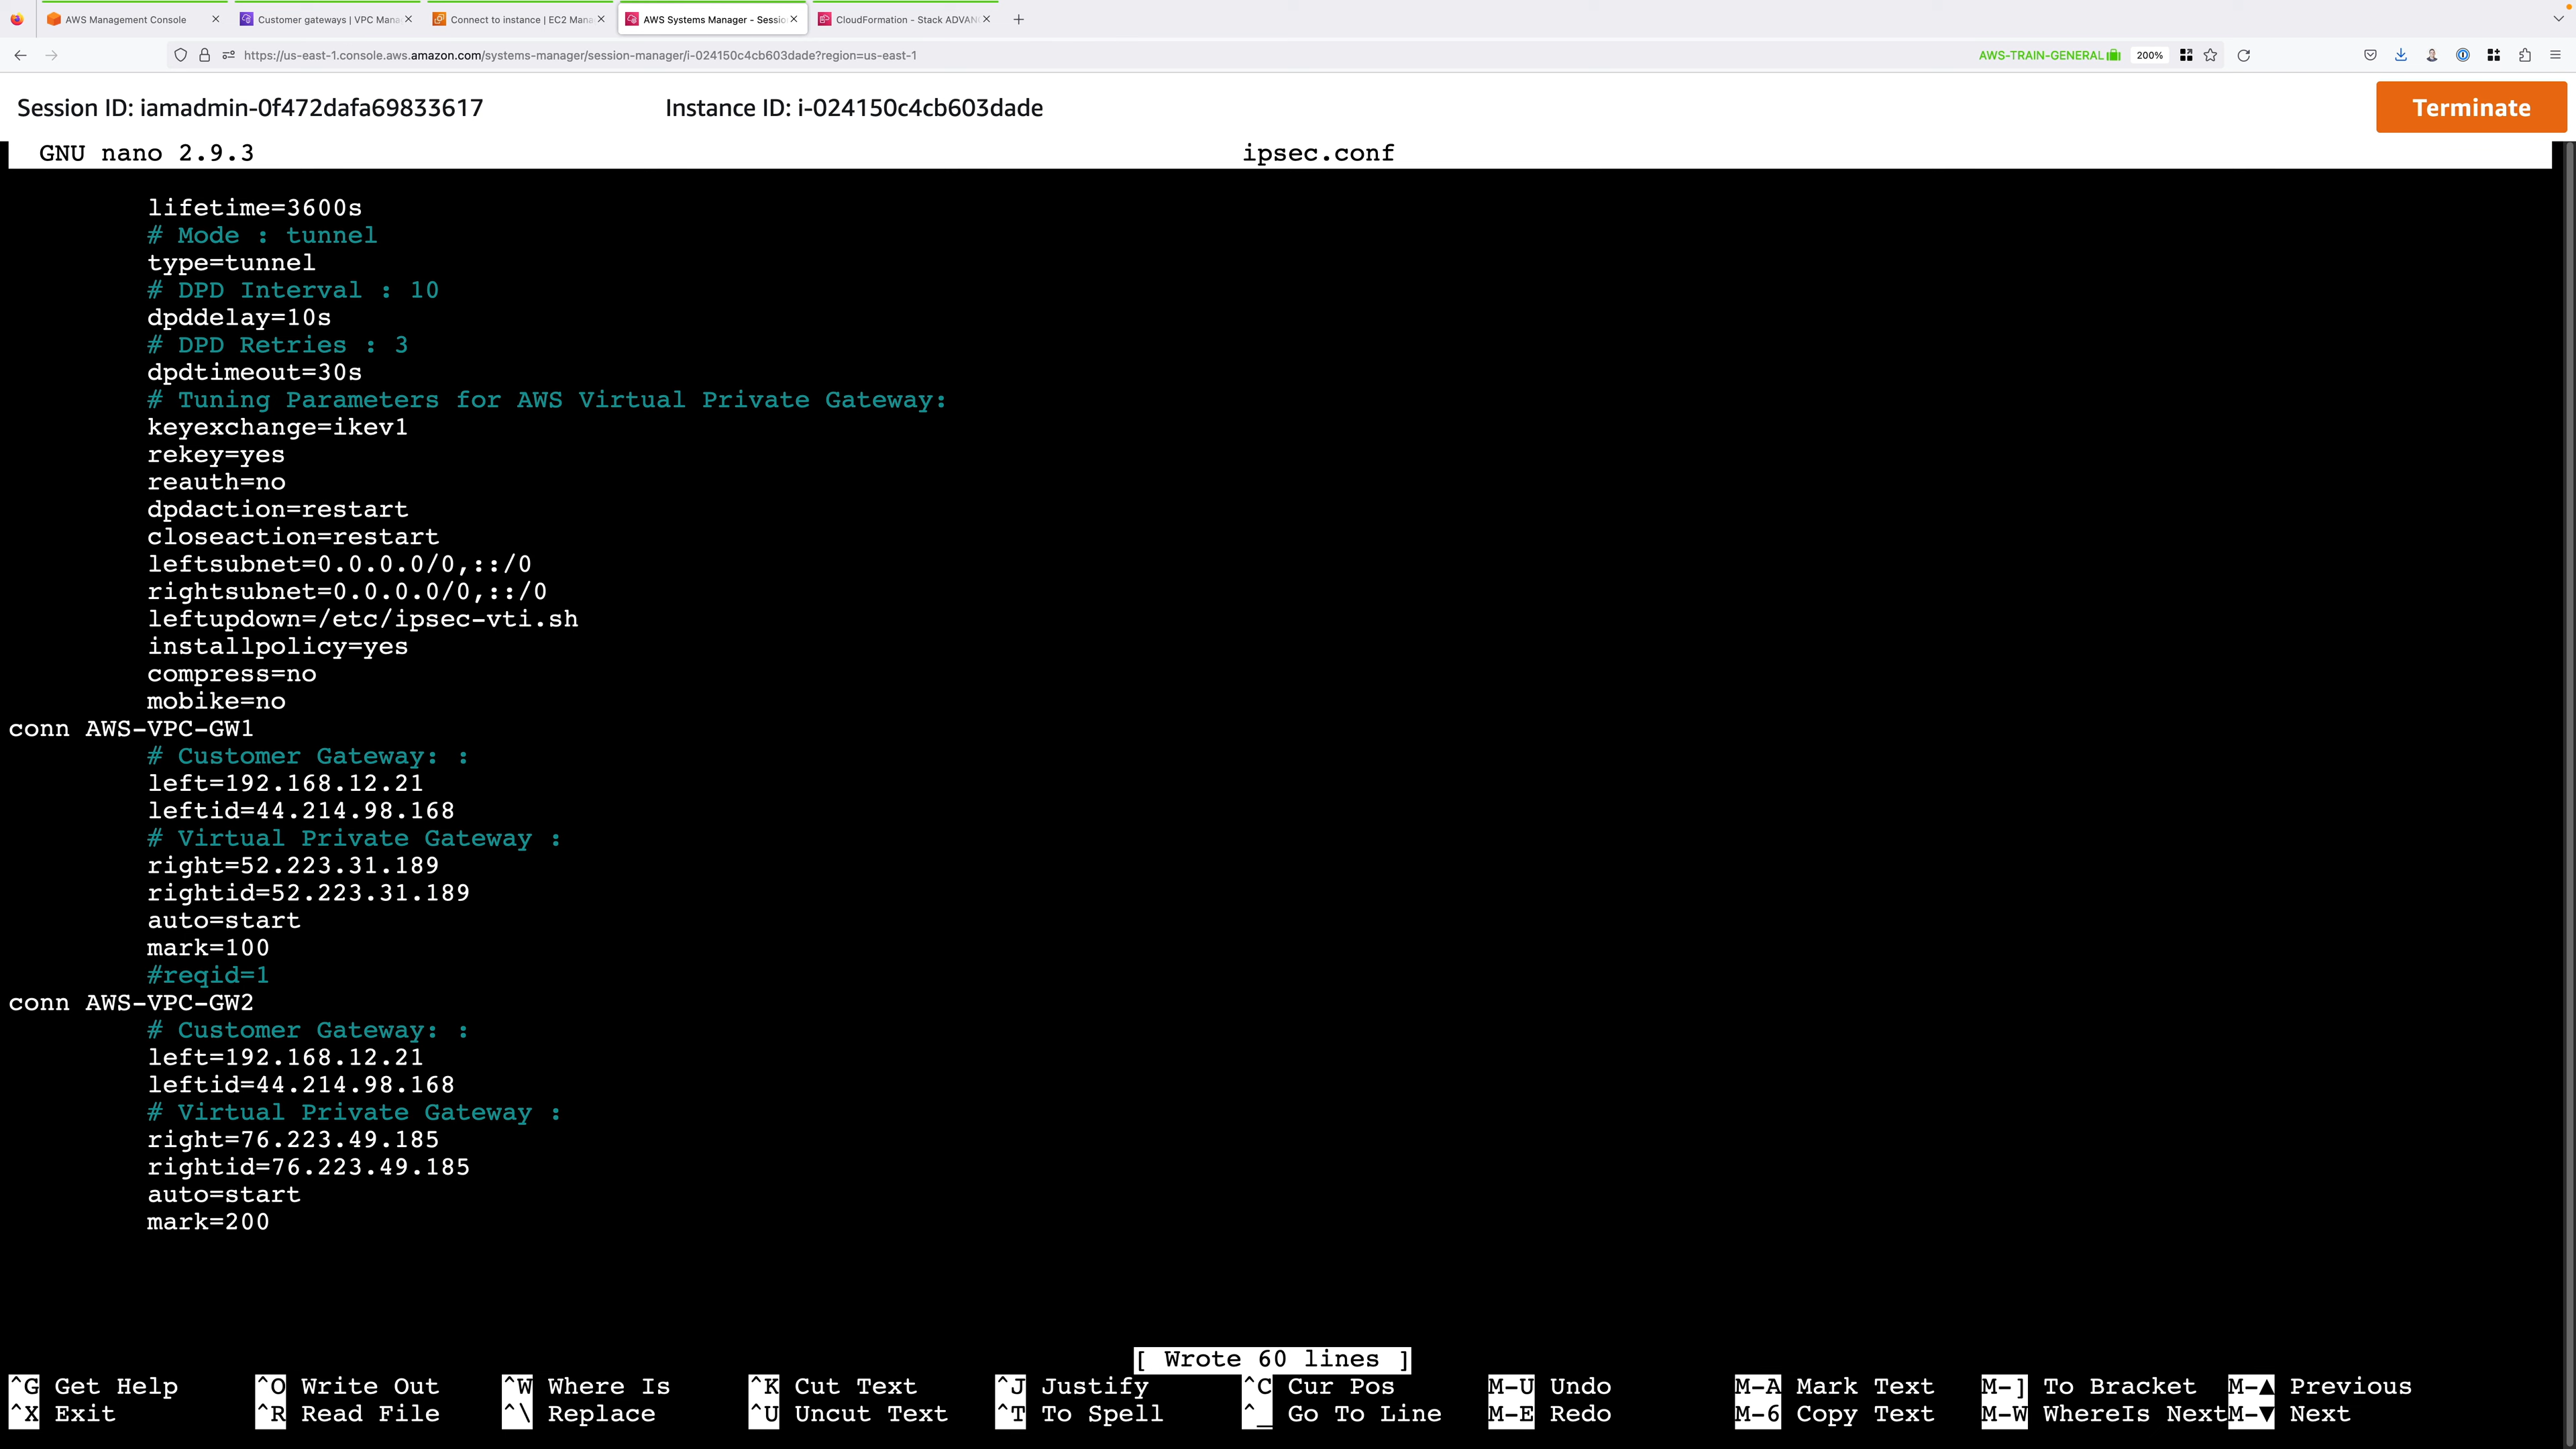 AWS Management Console
Customer gateways | VPC Mana
Connect to instance | EC2 Mana
AWS Systems Manager - Sessio
CloudFormation - Stack ADVAN
https://us-east-1.console.aws.amazon.com/systems-manager/session-manager/i-024150c4cb603dade?region=us-east-1
AWS-TRAIN-GENERAL
200%
Session ID: iamadmin-0f472dafa69833617
Instance ID: i-024150c4cb603dade
Terminate
GNU nano 2.9.3
ipsec.conf
lifetime=3600s
# Mode : tunnel
type=tunnel
# DPD Interval : 10
dpddelay=10s
# DPD Retries : 3
dpdtimeout=30s
# Tuning Parameters for AWS Virtual Private Gateway:
keyexchange=ikev1
rekey=yes
reauth=no
dpdaction=restart
closeaction=restart
leftsubnet=0.0.0.0/0,::/0
rightsubnet=0.0.0.0/0,::/0
leftupdown=/etc/ipsec-vti.sh
installpolicy=yes
compress=no
mobike=no
conn AWS-VPC-GW1
# Customer Gateway: :
left=192.168.12.21
leftid=44.214.98.168
# Virtual Private Gateway :
right=52.223.31.189
rightid=52.223.31.189
auto=start
mark=100
#reqid=1
conn AWS-VPC-GW2
# Customer Gateway: :
left=192.168.12.21
leftid=44.214.98.168
# Virtual Private Gateway :
right=76.223.49.185
rightid=76.223.49.185
auto=start
mark=200
[ Wrote 60 lines ]
^G Get Help ^O Write Out ^W Where Is ^K Cut Text ^J Justify ^C Cur Pos M-U Undo M-A Mark Text M-] To Bracket M-▲ Previous
^X Exit ^R Read File ^\ Replace ^U Uncut Text ^T To Spell ^_ Go To Line M-E Redo M-6 Copy Text M-W WhereIs Next M-▼ Next